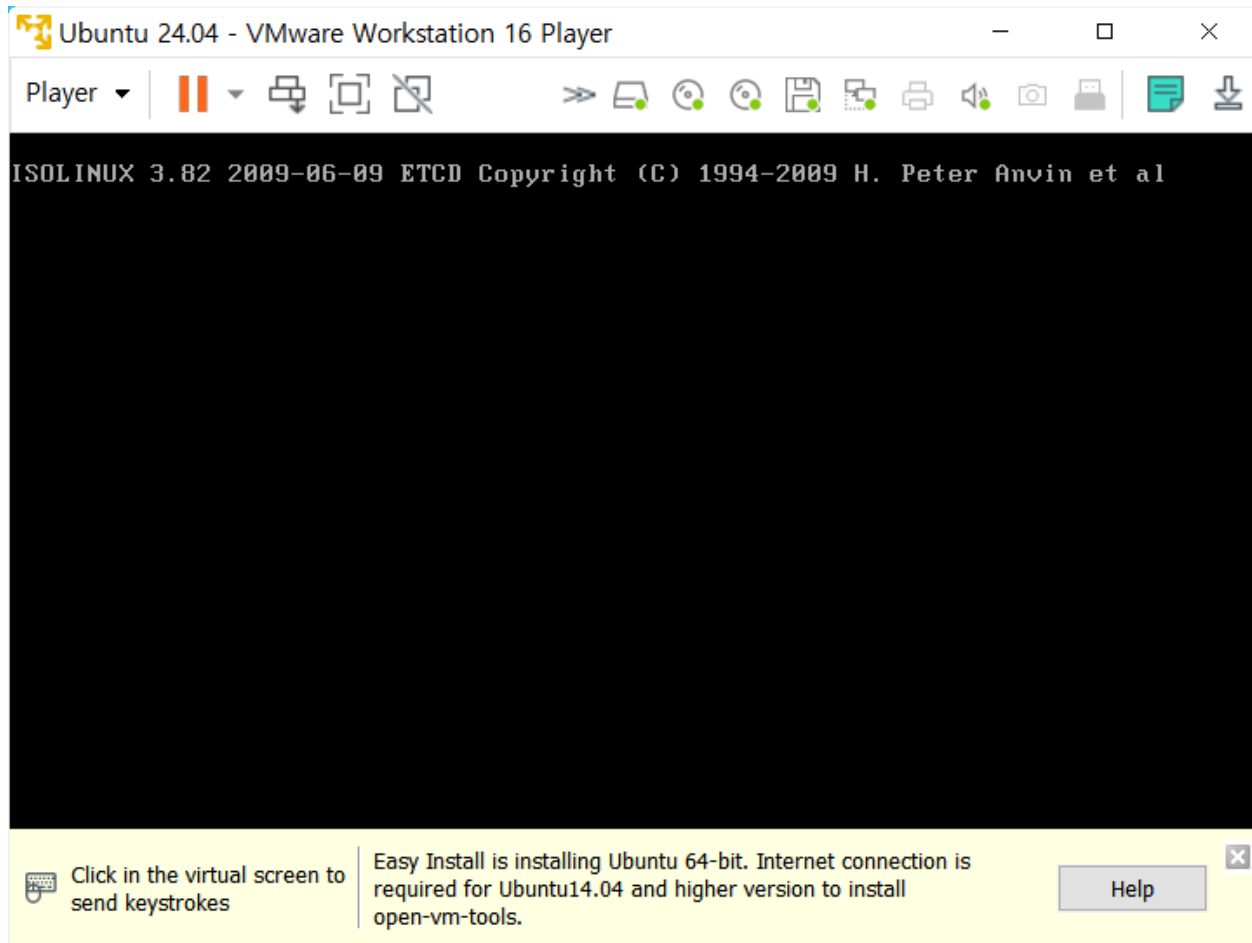 Ubuntu 24.04 - VMware Workstation 16 Player
Player
ISOLINUX 3.82 2009-06-09 ETCD Copyright (C) 1994-2009 H. Peter Anvin et al
Click in the virtual screen to
send keystrokes
Easy Install is installing Ubuntu 64-bit. Internet connection is
required for Ubuntu14.04 and higher version to install
open-vm-tools.
Help